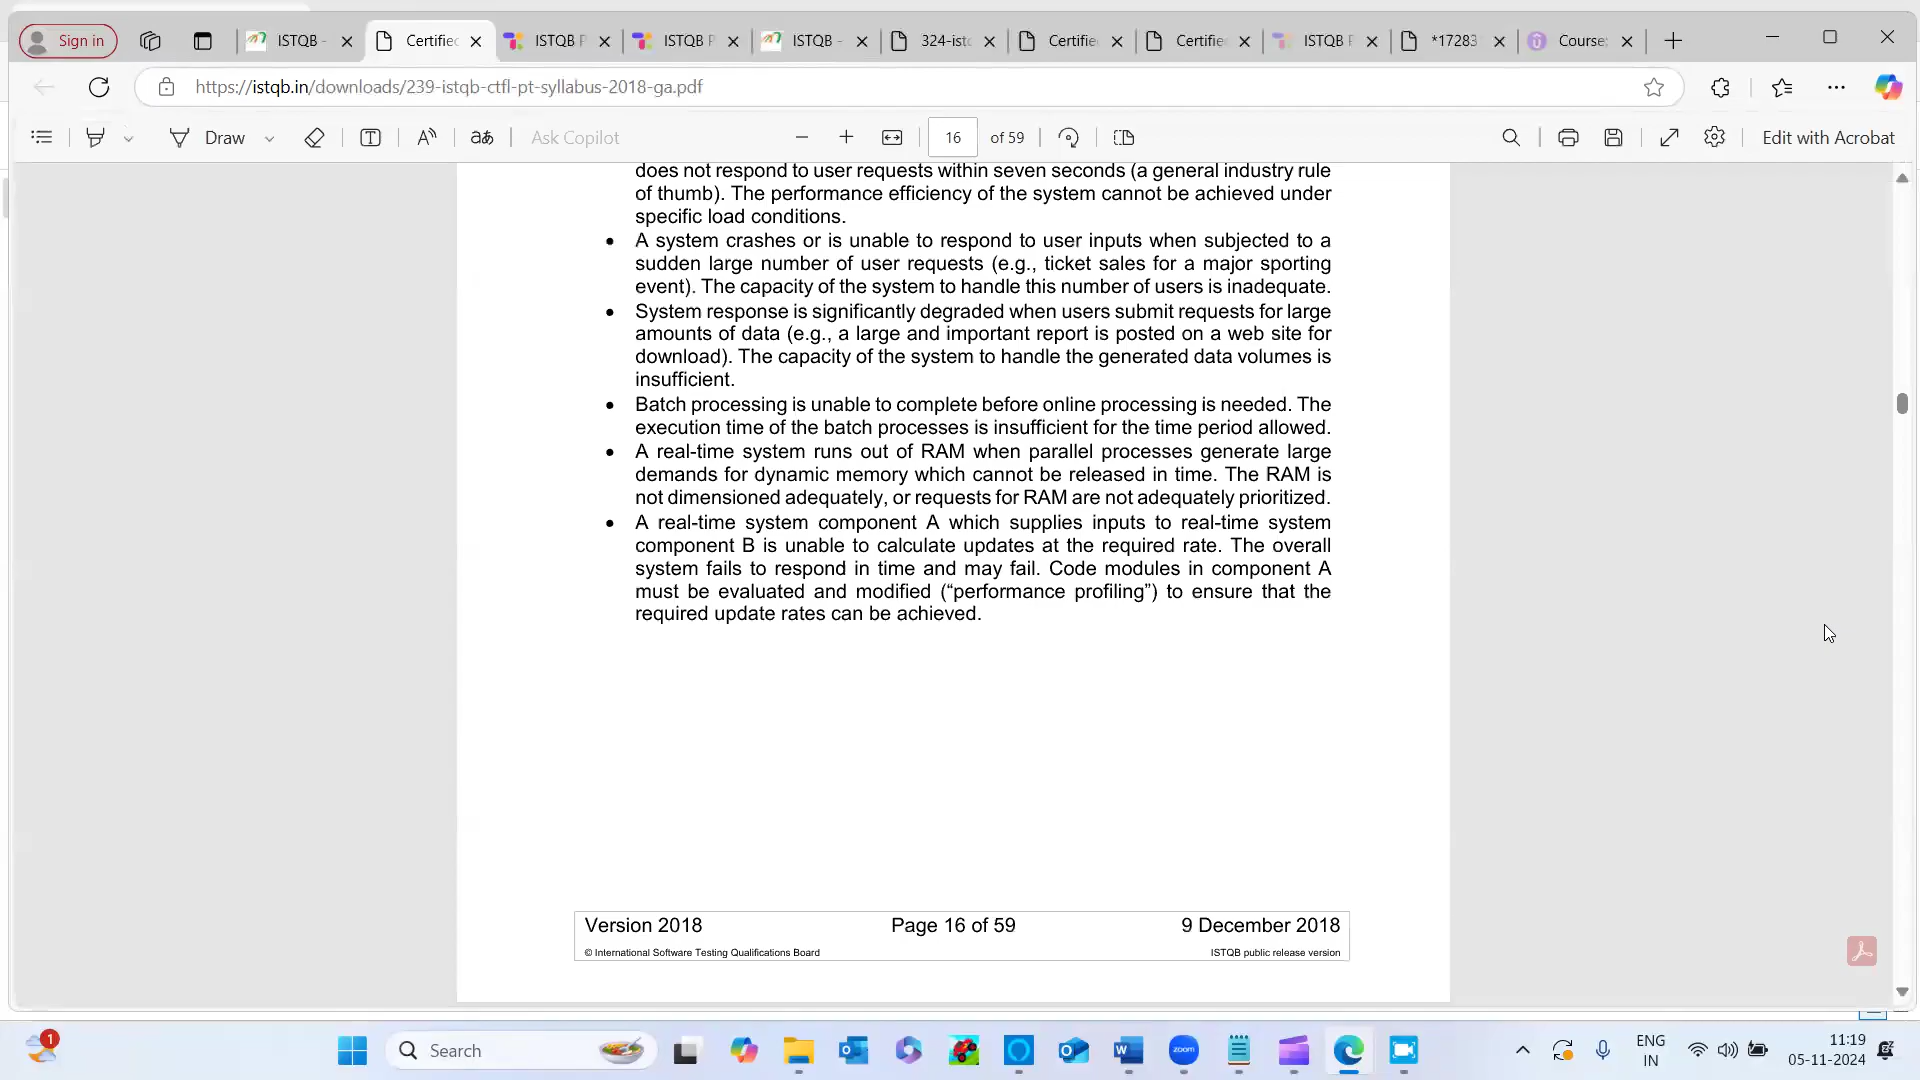 Sign in
ISTQB -
Certified
ISTQB P
ISTQB P
ISTQB -
324-istq
Certified
Certified
ISTQB F
*17283
Course:
https://istqb.in/downloads/239-istqb-ctfl-pt-syllabus-2018-ga.pdf
Draw
T
aあ
Ask Copilot
16
of 59
Edit with Acrobat
does not respond to user requests within seven seconds (a general industry rule
of thumb). The performance efficiency of the system cannot be achieved under
specific load conditions.
• A system crashes or is unable to respond to user inputs when subjected to a
sudden large number of user requests (e.g., ticket sales for a major sporting
event). The capacity of the system to handle this number of users is inadequate.
• System response is significantly degraded when users submit requests for large
amounts of data (e.g., a large and important report is posted on a web site for
download). The capacity of the system to handle the generated data volumes is
insufficient.
• Batch processing is unable to complete before online processing is needed. The
execution time of the batch processes is insufficient for the time period allowed.
• A real-time system runs out of RAM when parallel processes generate large
demands for dynamic memory which cannot be released in time. The RAM is
not dimensioned adequately, or requests for RAM are not adequately prioritized.
• A real-time system component A which supplies inputs to real-time system
component B is unable to calculate updates at the required rate. The overall
system fails to respond in time and may fail. Code modules in component A
must be evaluated and modified (“performance profiling”) to ensure that the
required update rates can be achieved.
Version 2018
Page 16 of 59
9 December 2018
© International Software Testing Qualifications Board
ISTQB public release version
1
Search
zoom
ENG
IN
11:19
05-11-2024